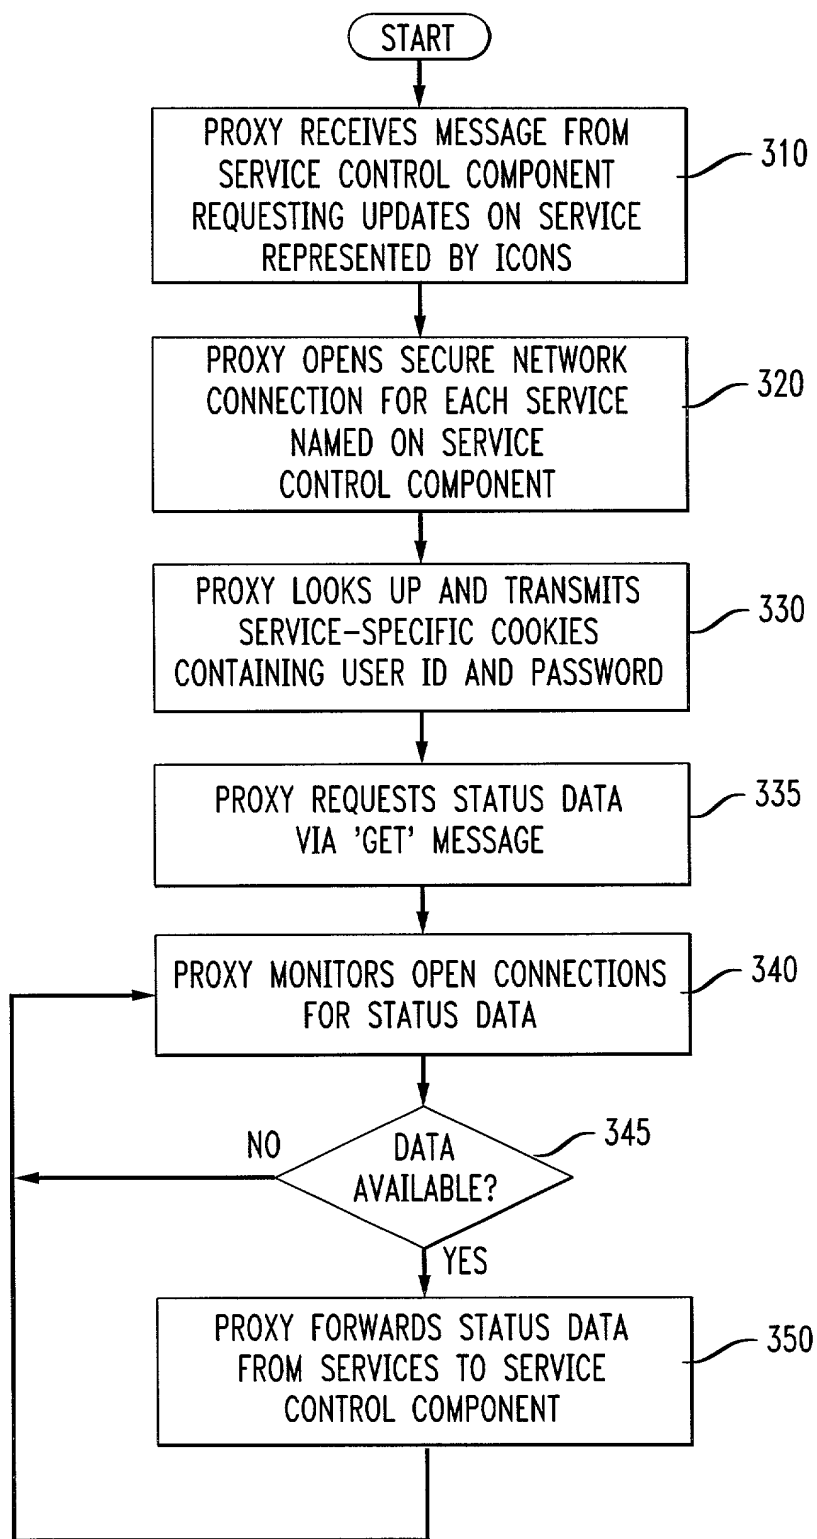 START
PROXY RECEIVES MESSAGE FROM
SERVICE CONTROL COMPONENT
REQUESTING UPDATES ON SERVICE
REPRESENTED BY ICONS
310
PROXY OPENS SECURE NETWORK
CONNECTION FOR EACH SERVICE
NAMED ON SERVICE
CONTROL COMPONENT
320
PROXY LOOKS UP AND TRANSMITS
SERVICE-SPECIFIC COOKIES
CONTAINING USER ID AND PASSWORD
330
PROXY REQUESTS STATUS DATA
VIA 'GET' MESSAGE
335
PROXY MONITORS OPEN CONNECTIONS
FOR STATUS DATA
340
DATA
AVAILABLE?
345
NO
YES
PROXY FORWARDS STATUS DATA
FROM SERVICES TO SERVICE
CONTROL COMPONENT
350